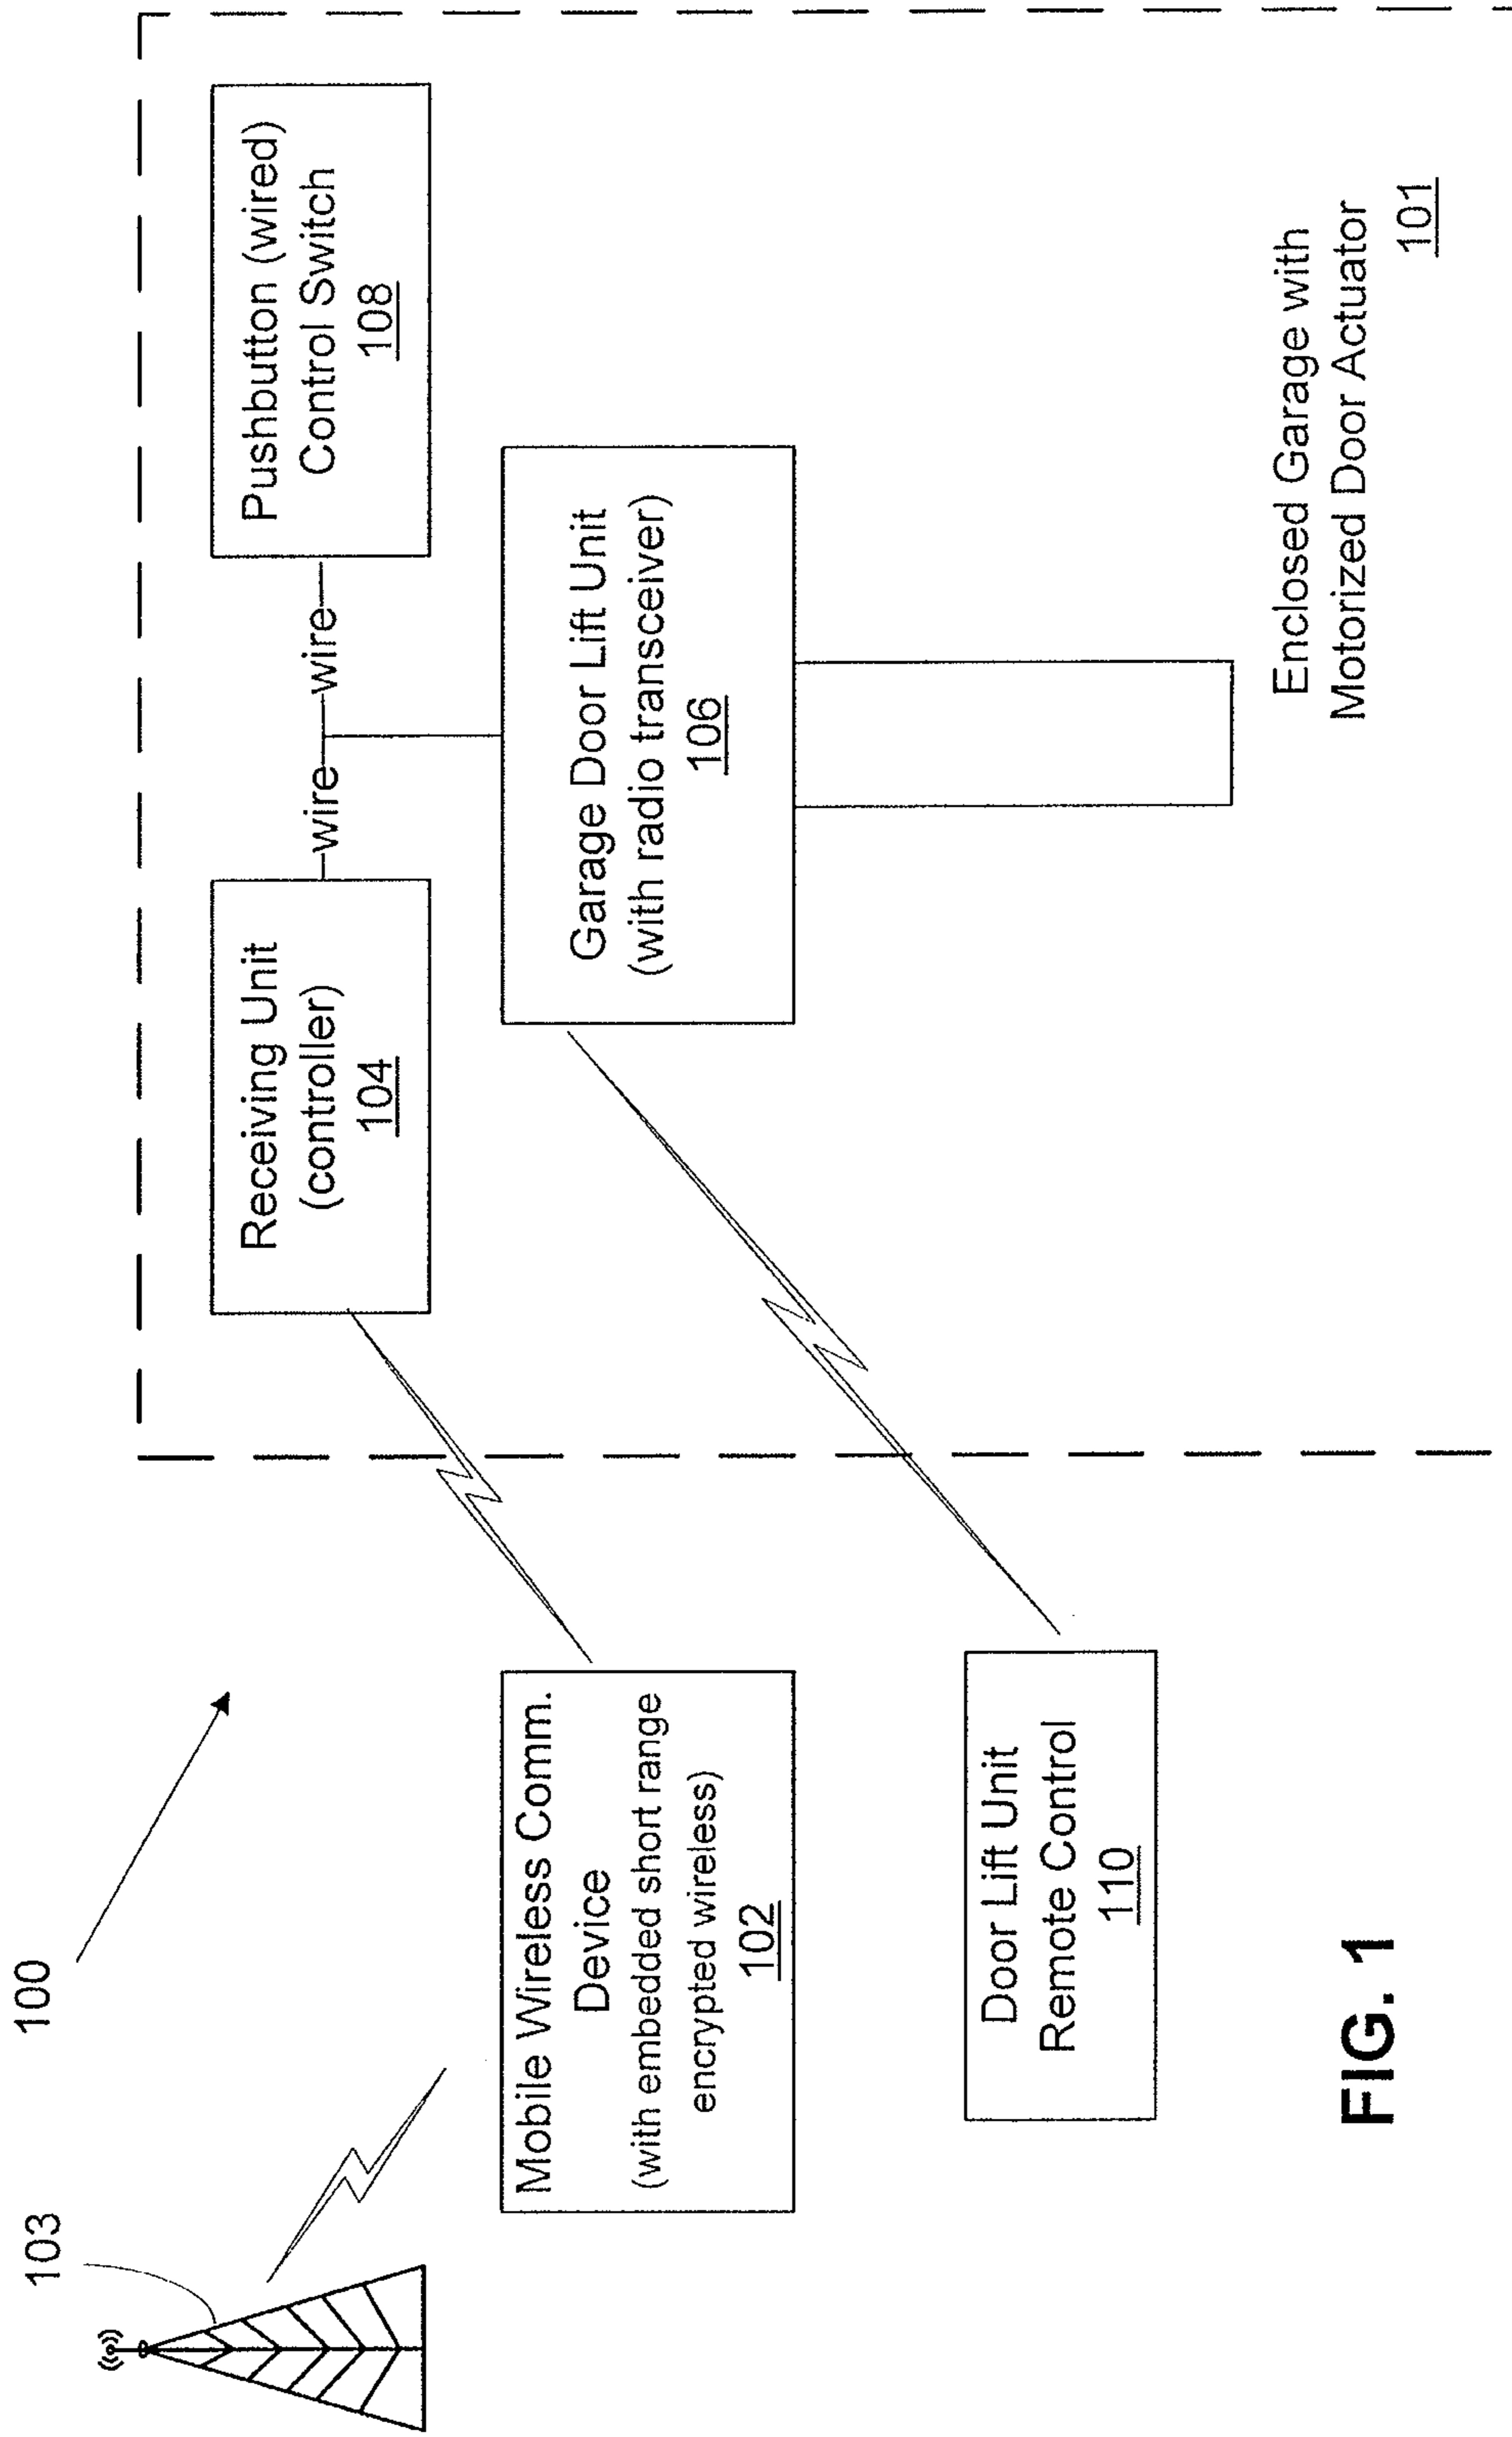 103
100
Mobile Wireless Comm.
Device
(with embedded short range
encrypted wireless)
102
Door Lift Unit
Remote Control
110
Receiving Unit
(controller)
104
wire
wire
Pushbutton (wired)
Control Switch
108
Garage Door Lift Unit
(with radio transceiver)
106
Enclosed Garage with
Motorized Door Actuator
101
FIG. 1